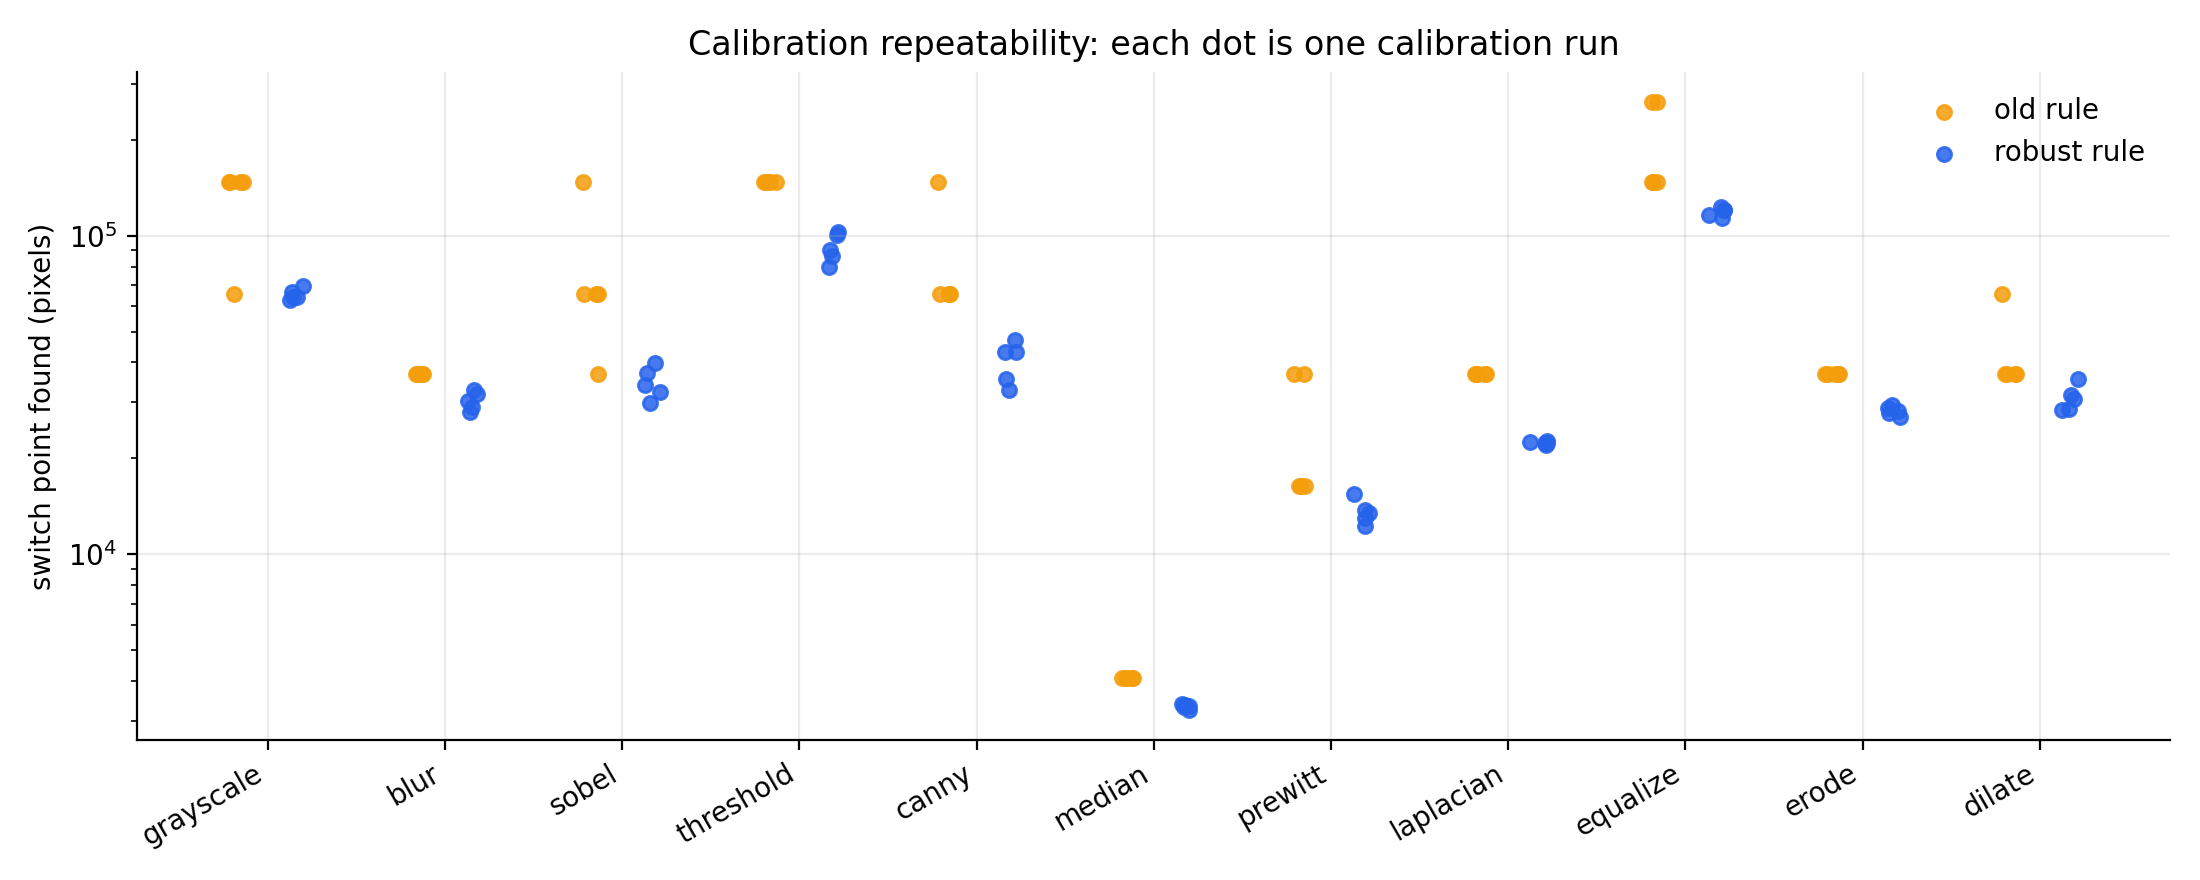 Calibration repeatability: each dot is one calibration run
old rule
robust rule
switch point found (pixels)
10^5
10^4
grayscale
blur
sobel
threshold
canny
median
prewitt
laplacian
equalize
erode
dilate